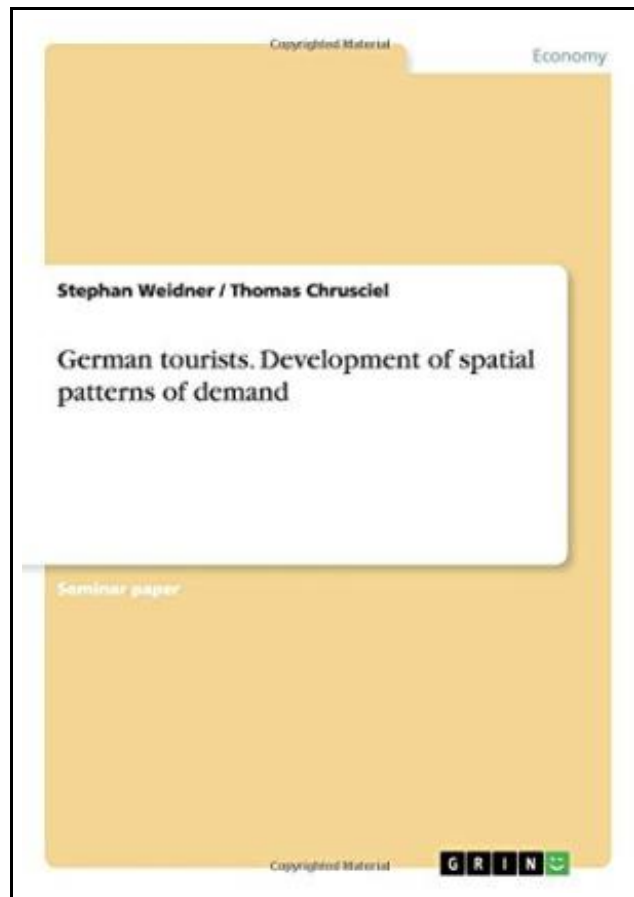 Copyrighted Material
Economy
Stephan Weidner / Thomas Chrusciel
German tourists. Development of spatial
patterns of demand
Seminar paper
Copyrighted Material
GRIN